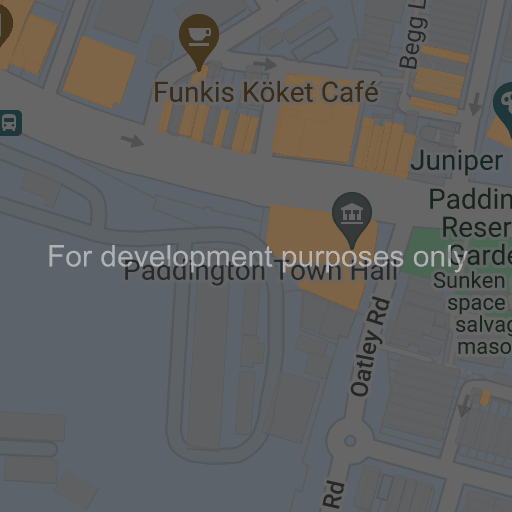 Begg L
Funkis Köket Café
Juniper
Paddin
Reser
Garde
For development purposes only
Paddington Town Hall
Sunken
space
salvag
maso
Oatley Rd
Rd